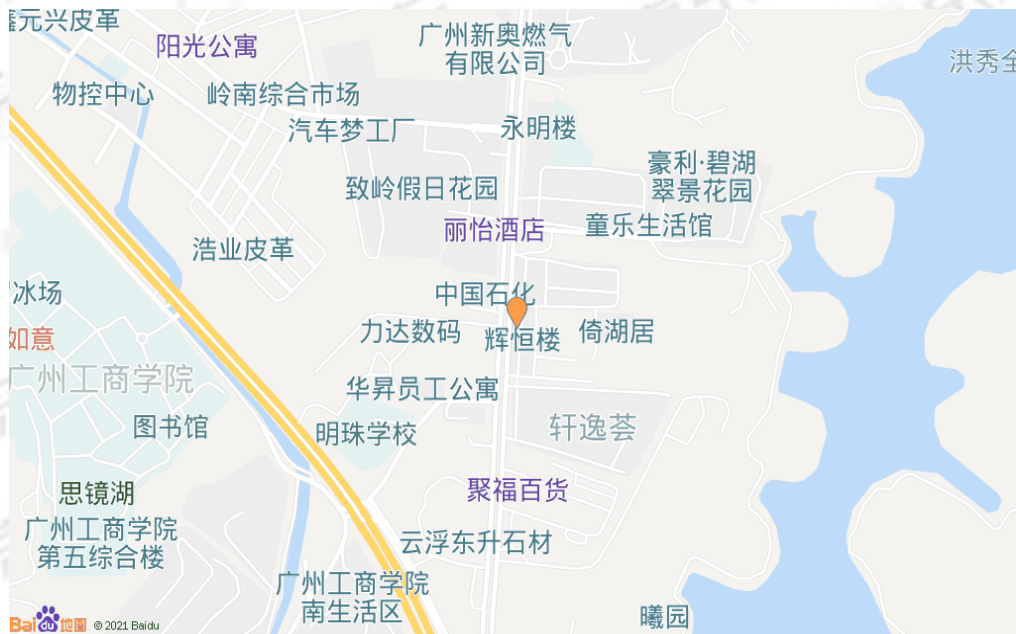 鑫元兴皮革
阳光公寓
广州新奥燃气
有限公司
洪秀全
物控中心
岭南综合市场
汽车梦工厂
永明楼
豪利·碧湖
翠景花园
致岭假日花园
丽怡酒店
童乐生活馆
浩业皮革
冰场
中国石化
如意
力达数码
辉恒楼
倚湖居
广州工商学院
华昇员工公寓
图书馆
明珠学校
轩逸荟
思镜湖
聚福百货
广州工商学院
第五综合楼
云浮东升石材
广州工商学院
南生活区
曦园
Bai du 地图 © 2021 Baidu